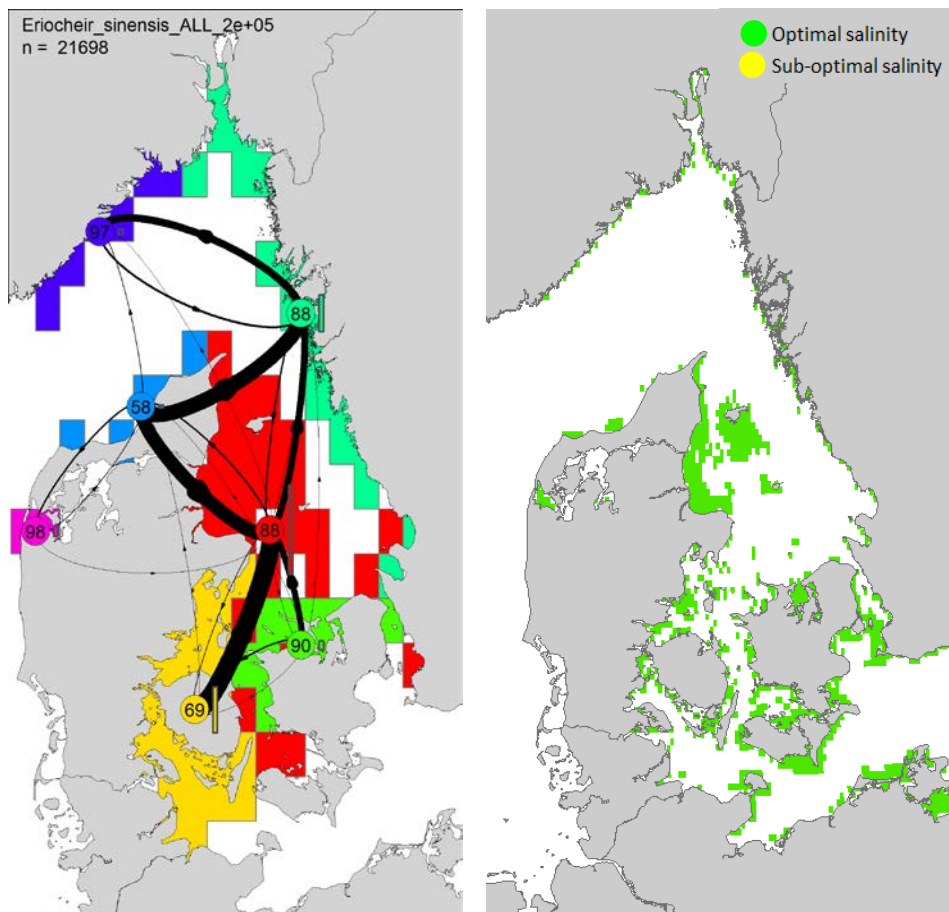 Eriocheir_sinensis_ALL_2e+05
n = 21698
97
88
58
98
88
90
69
Optimal salinity
Sub-optimal salinity